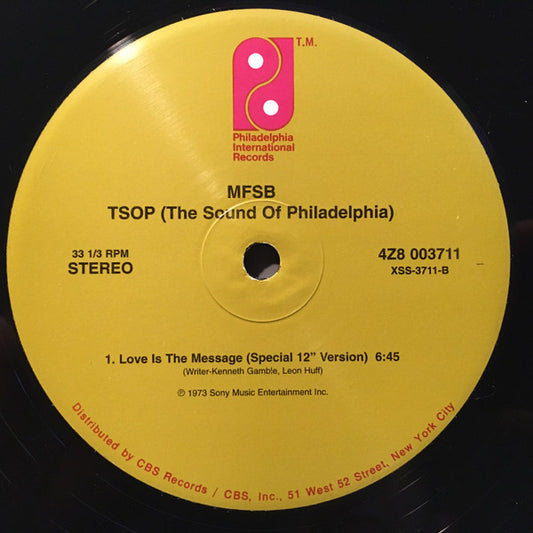 T.M.
Philadelphia
International
Records
MFSB
TSOP (The Sound Of Philadelphia)
33 1/3 RPM
STEREO
4Z8 003711
XSS-3711-B
1. Love Is The Message (Special 12” Version) 6:45
(Writer-Kenneth Gamble, Leon Huff)
℗ 1973 Sony Music Entertainment Inc.
Distributed by CBS Records / CBS, Inc., 51 West 52 Street, New York City